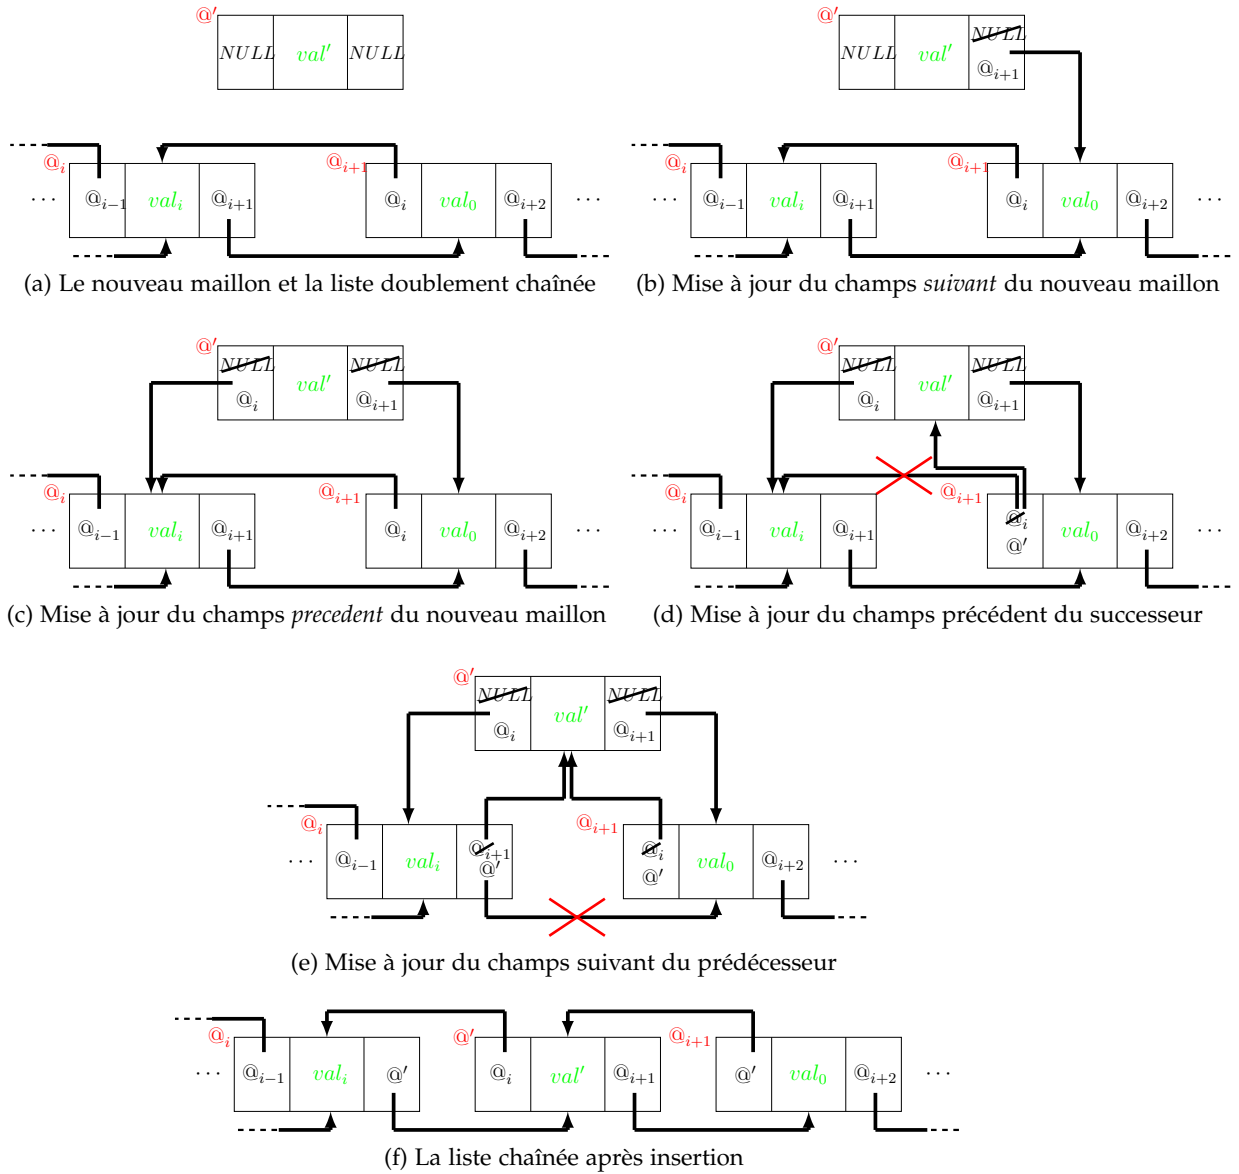 @' @'
NULL val' NULL NULL val' NULL
@i+1
@i @i+1 @i @i+1
··· @i−1 vali @i+1 @i val0 @i+2 ··· ··· @i−1 vali @i+1 @i val0 @i+2 ···
(a) Le nouveau maillon et la liste doublement chaînée (b) Mise à jour du champs suivant du nouveau maillon
@' @'
NULL val' NULL NULL val' NULL
@i @i+1 @i @i+1
@i @i+1 @i @i+1
··· @i−1 vali @i+1 @i val0 @i+2 ··· ··· @i−1 vali @i+1 @i val0 @i+2 ···
@'
(c) Mise à jour du champs precedent du nouveau maillon (d) Mise à jour du champs précédent du successeur
@'
NULL val' NULL
@i @i+1
@i @i+1
··· @i−1 vali @i+1 @i val0 @i+2 ···
@' @'
(e) Mise à jour du champs suivant du prédécesseur
@i @' @i+1
··· @i−1 vali @' @i val' @i+1 @' val0 @i+2 ···
(f) La liste chaînée après insertion